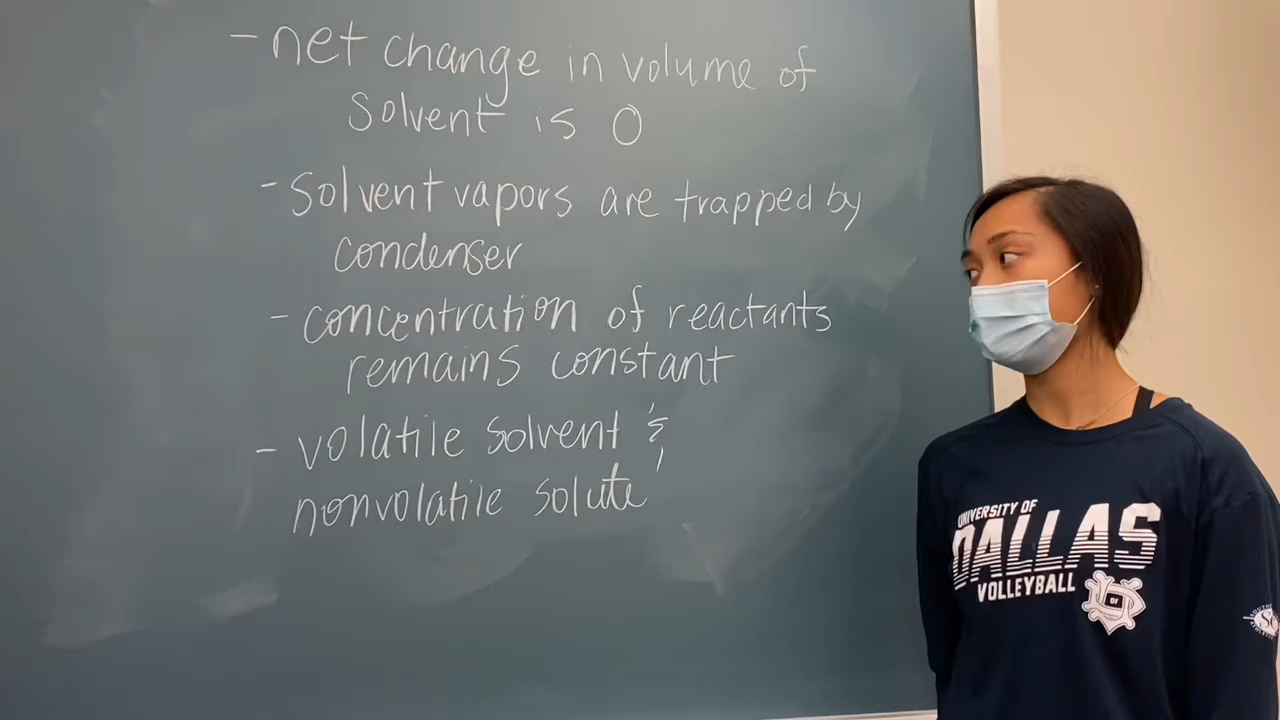 - net change in volume of
solvent is 0
- solvent vapors are trapped by
condenser
- concentration of reactants
remains constant
- volatile solvent &
nonvolatile solute
UNIVERSITY OF
DALLAS
VOLLEYBALL
OF